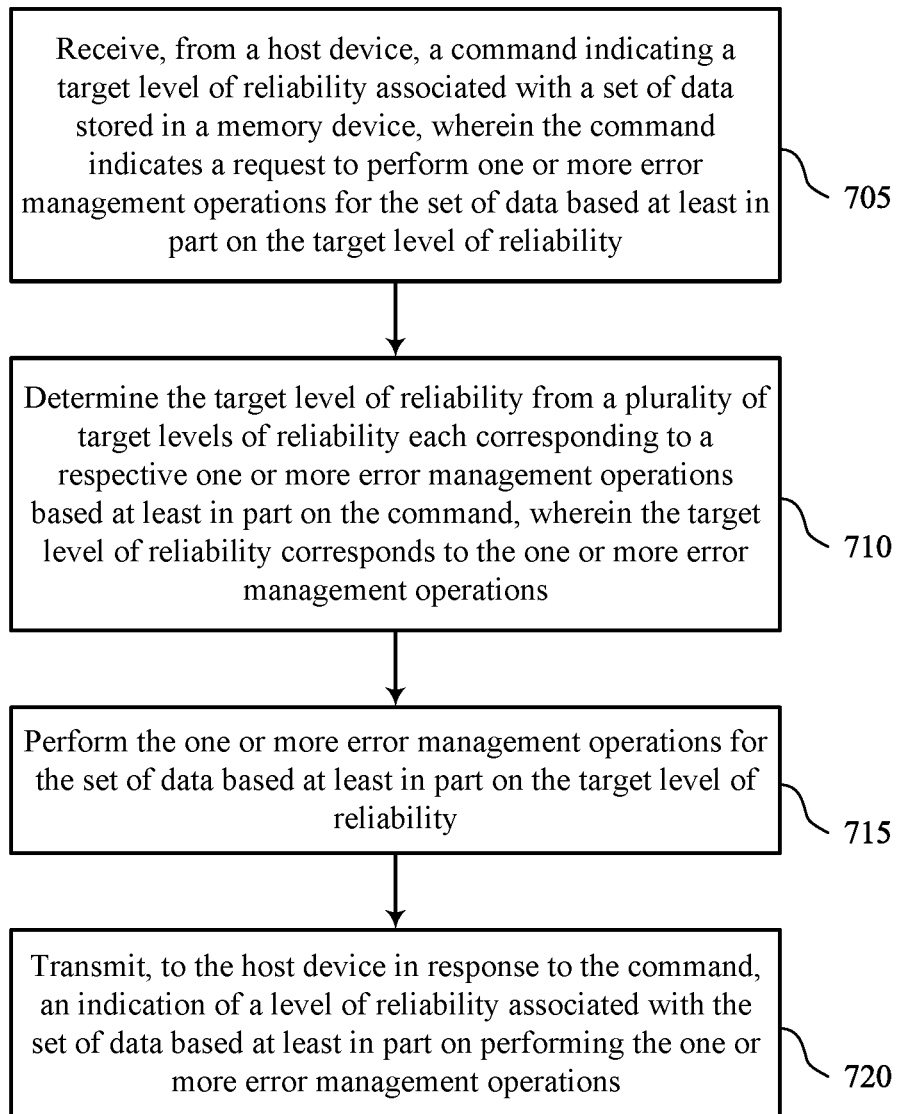 Receive, from a host device, a command indicating a
target level of reliability associated with a set of data
stored in a memory device, wherein the command
indicates a request to perform one or more error
management operations for the set of data based at least in
part on the target level of reliability
705
Determine the target level of reliability from a plurality of
target levels of reliability each corresponding to a
respective one or more error management operations
based at least in part on the command, wherein the target
level of reliability corresponds to the one or more error
management operations
710
Perform the one or more error management operations for
the set of data based at least in part on the target level of
reliability
715
Transmit, to the host device in response to the command,
an indication of a level of reliability associated with the
set of data based at least in part on performing the one or
more error management operations
720